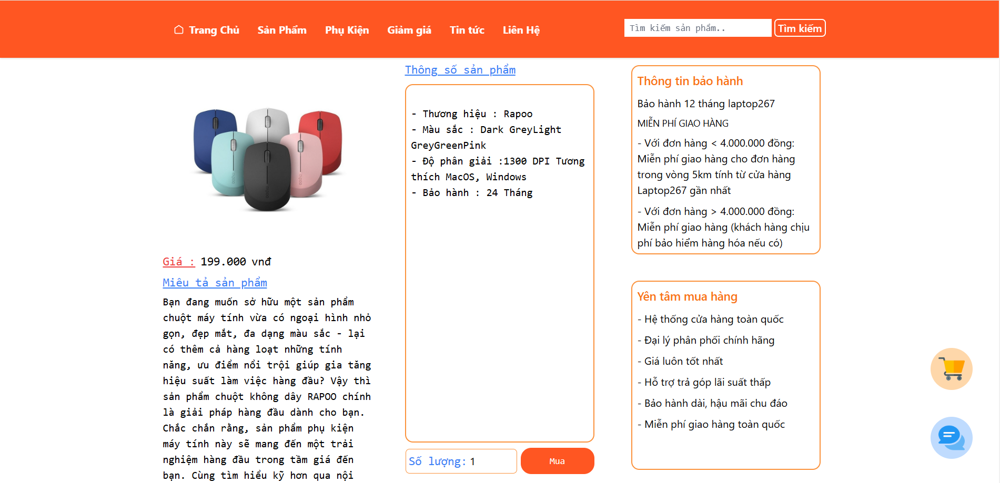 Trang Chủ Sản Phẩm Phụ Kiện Giảm giá Tin tức Liên Hệ Tìm kiếm sản phẩm.. Tìm kiếm
Giá : 199.000 vnđ
Miêu tả sản phẩm
Bạn đang muốn sở hữu một sản phẩm
chuột máy tính vừa có ngoại hình nhỏ
gọn, đẹp mắt, đa dạng màu sắc - lại
có thêm cả hàng loạt những tính
năng, ưu điểm nổi trội giúp gia tăng
hiệu suất làm việc hàng đầu? Vậy thì
sản phẩm chuột không dây RAPOO chính
là giải pháp hàng đầu dành cho bạn.
Chắc chắn rằng, sản phẩm phụ kiện
máy tính này sẽ mang đến một trải
nghiệm hàng đầu trong tầm giá đến
bạn. Cùng tìm hiểu kỹ hơn qua nội
Thông số sản phẩm
- Thương hiệu : Rapoo
- Màu sắc : Dark GreyLight
GreyGreenPink
- Độ phân giải :1300 DPI Tương
thích MacOS, Windows
- Bảo hành : 24 Tháng
Số lượng: 1
Mua
Thông tin bảo hành
Bảo hành 12 tháng laptop267
MIỄN PHÍ GIAO HÀNG
- Với đơn hàng < 4.000.000 đồng:
Miễn phí giao hàng cho đơn hàng
trong vòng 5km tính từ cửa hàng
Laptop267 gần nhất
- Với đơn hàng > 4.000.000 đồng:
Miễn phí giao hàng (khách hàng chịu
phí bảo hiểm hàng hóa nếu có)
Yên tâm mua hàng
- Hệ thống cửa hàng toàn quốc
- Đại lý phân phối chính hãng
- Giá luôn tốt nhất
- Hỗ trợ trả góp lãi suất thấp
- Bảo hành dài, hậu mãi chu đáo
- Miễn phí giao hàng toàn quốc